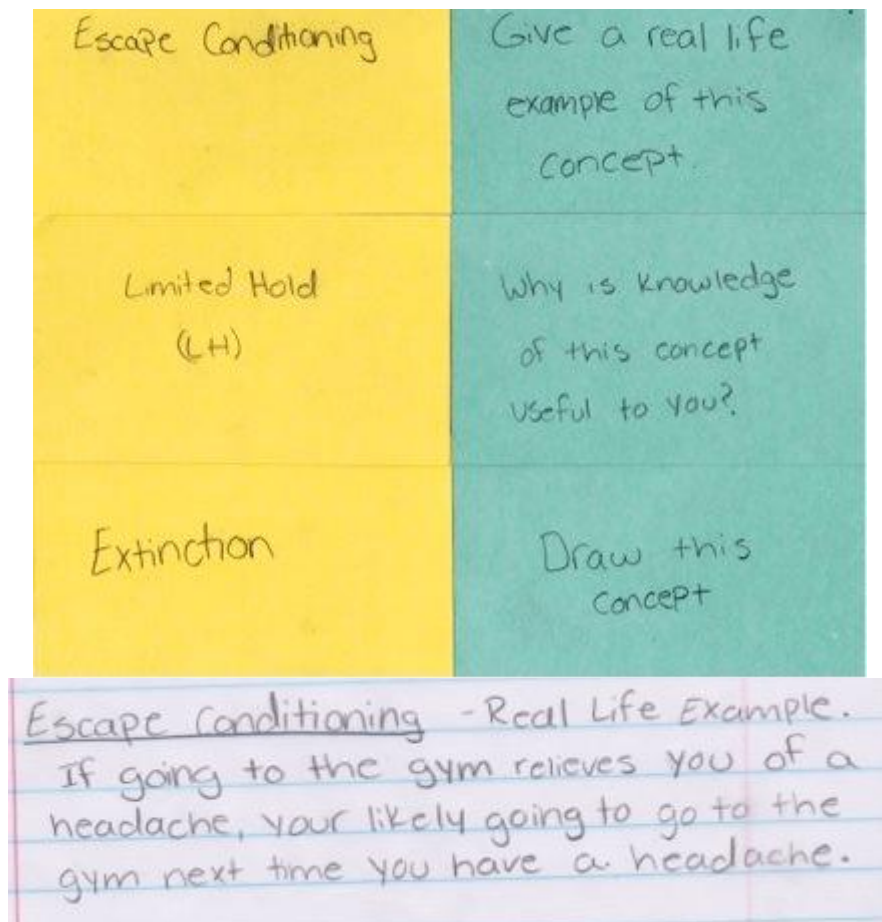 Escape Conditioning
Give a real life
example of this
concept.
Limited Hold
(LH)
Why is knowledge
of this concept
useful to you?
Extinction
Draw this
concept
Escape Conditioning - Real Life Example.
If going to the gym relieves you of a
headache, your likely going to go to the
gym next time you have a headache.